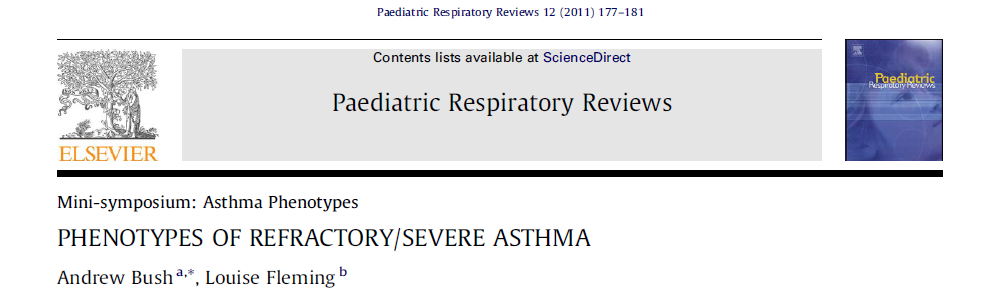 Paediatric Respiratory Reviews 12 (2011) 177–181
Contents lists available at ScienceDirect
Paediatric Respiratory Reviews
ELSEVIER
Paediatric
Respiratory Reviews
Mini-symposium: Asthma Phenotypes
PHENOTYPES OF REFRACTORY/SEVERE ASTHMA
Andrew Bush a,*, Louise Fleming b